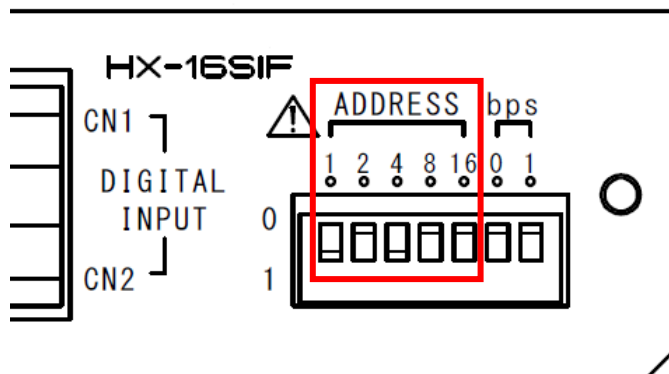 HX-16SIF
ADDRESS bps
CN1
1 2 4 8 16 0 1
DIGITAL
INPUT
0
CN2
1